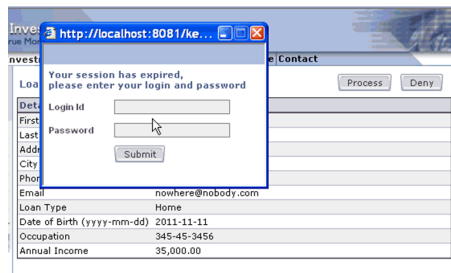 Inves
http://localhost:8081/ke...
rue Mor
nvest
e Contact
Your session has expired,
please enter your login and password
Loa
Process
Deny
Login Id
Deta
First
Password
Last
Addr
Submit
City
Phor
Email nowhere@nobody.com
Loan Type Home
Date of Birth (yyyy-mm-dd) 2011-11-11
Occupation 345-45-3456
Annual Income 35,000.00